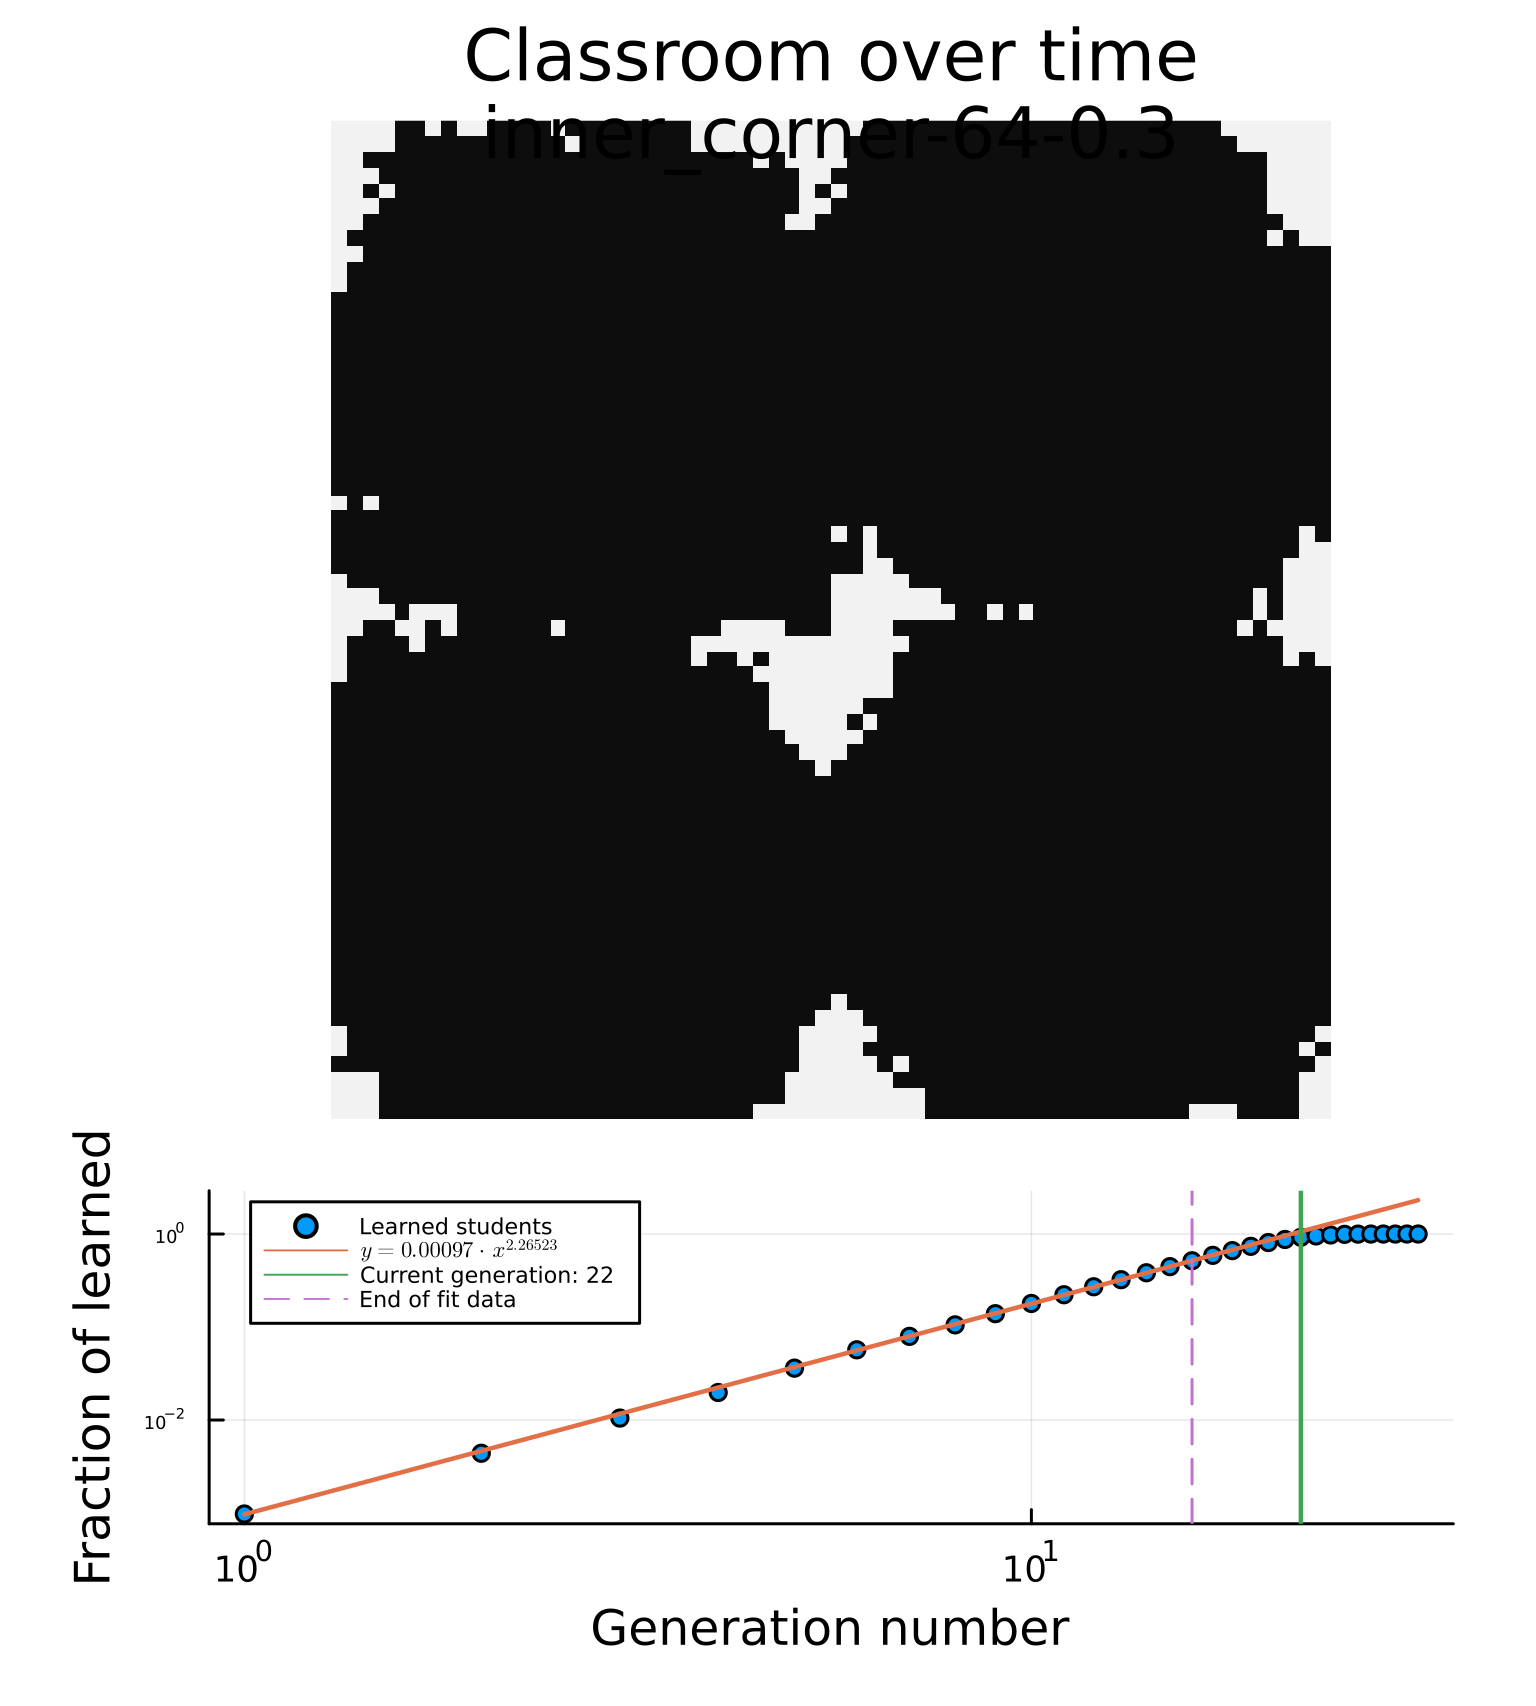 Classroom over time
inner_corner-64-0.3
Fraction of learned
10⁰
10⁻²
Learned students
y = 0.00097 · x^2.26523
Current generation: 22
End of fit data
10⁰
10¹
Generation number